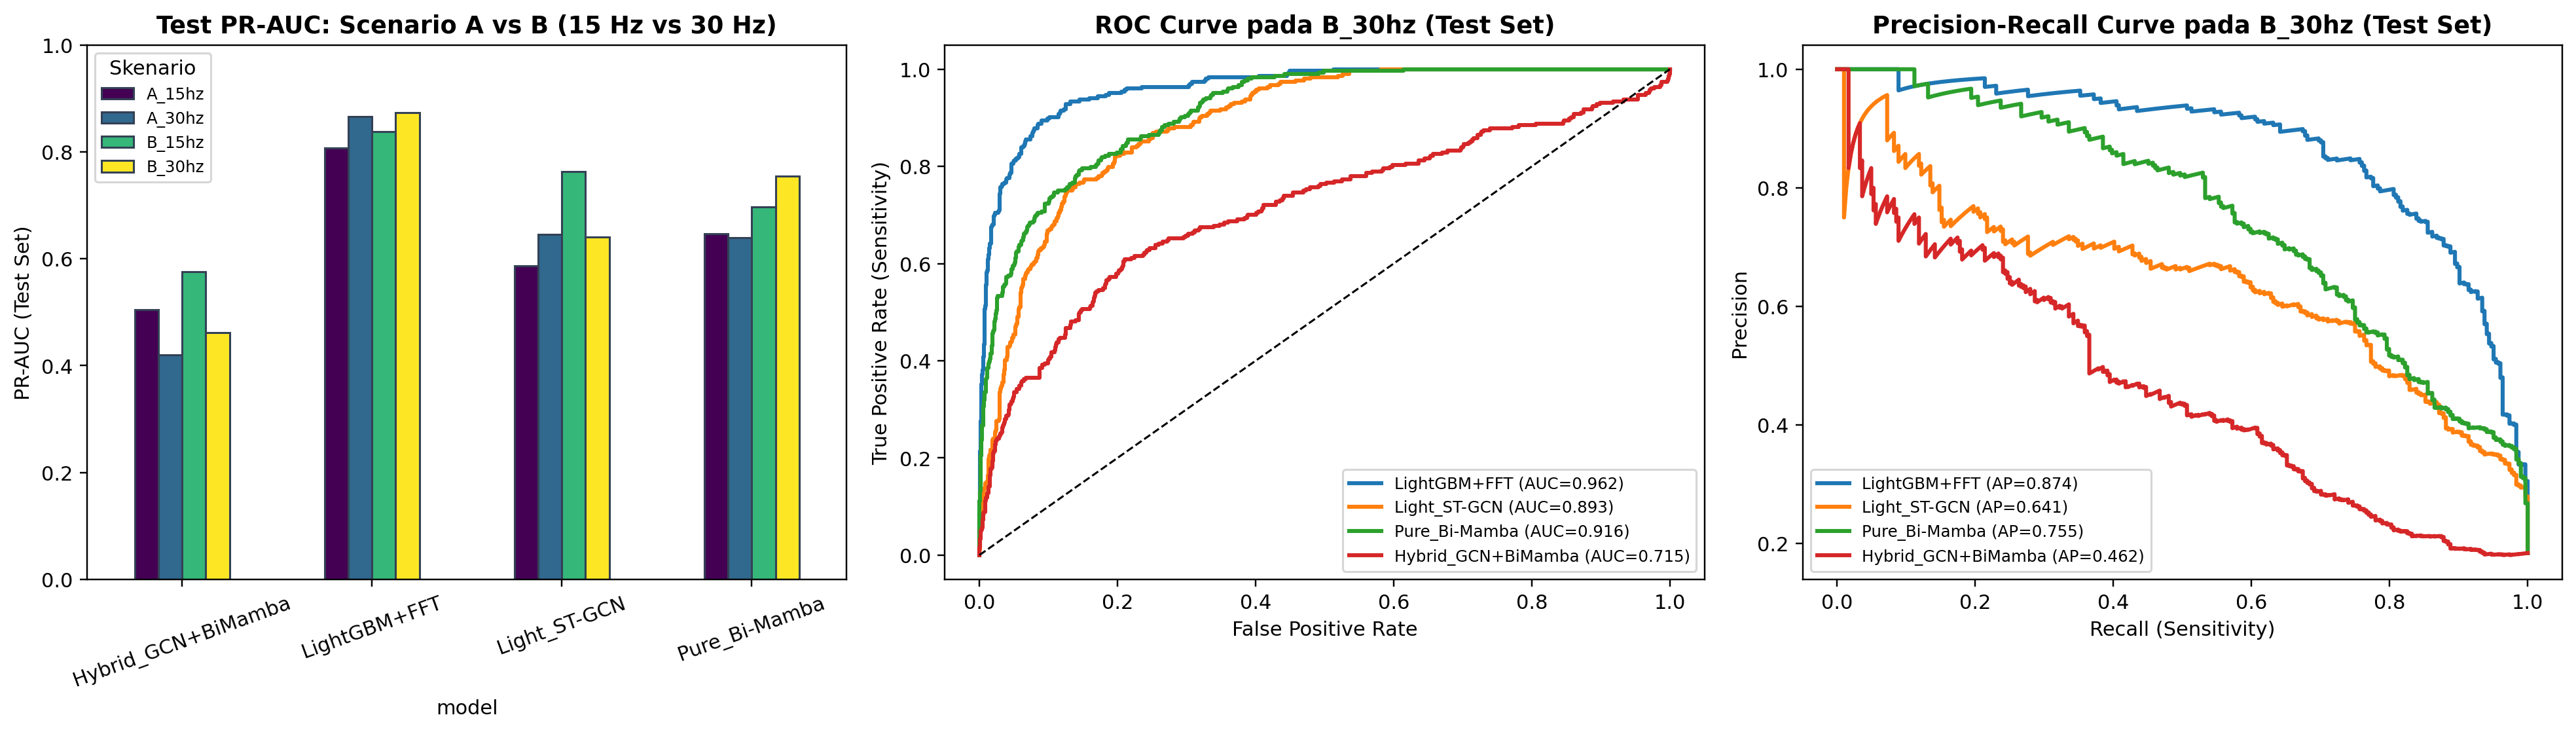 Test PR-AUC: Scenario A vs B (15 Hz vs 30 Hz)
PR-AUC (Test Set)
1.0
0.8
0.6
0.4
0.2
0.0
Skenario
A_15hz
A_30hz
B_15hz
B_30hz
Hybrid_GCN+BiMamba
LightGBM+FFT
Light_ST-GCN
Pure_Bi-Mamba
model
ROC Curve pada B_30hz (Test Set)
True Positive Rate (Sensitivity)
1.0
0.8
0.6
0.4
0.2
0.0
LightGBM+FFT (AUC=0.962)
Light_ST-GCN (AUC=0.893)
Pure_Bi-Mamba (AUC=0.916)
Hybrid_GCN+BiMamba (AUC=0.715)
0.0 0.2 0.4 0.6 0.8 1.0
False Positive Rate
Precision-Recall Curve pada B_30hz (Test Set)
Precision
1.0
0.8
0.6
0.4
0.2
LightGBM+FFT (AP=0.874)
Light_ST-GCN (AP=0.641)
Pure_Bi-Mamba (AP=0.755)
Hybrid_GCN+BiMamba (AP=0.462)
0.0 0.2 0.4 0.6 0.8 1.0
Recall (Sensitivity)